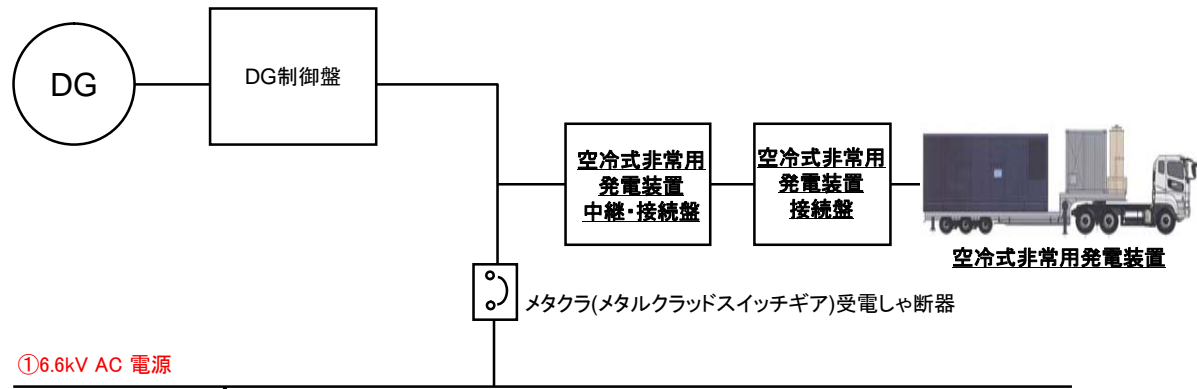 DG
DG制御盤
空冷式非常用
発電装置
中継・接続盤
空冷式非常用
発電装置
接続盤
空冷式非常用発電装置
メタクラ(メタルクラッドスイッチギア)受電しゃ断器
①6.6kV AC 電源